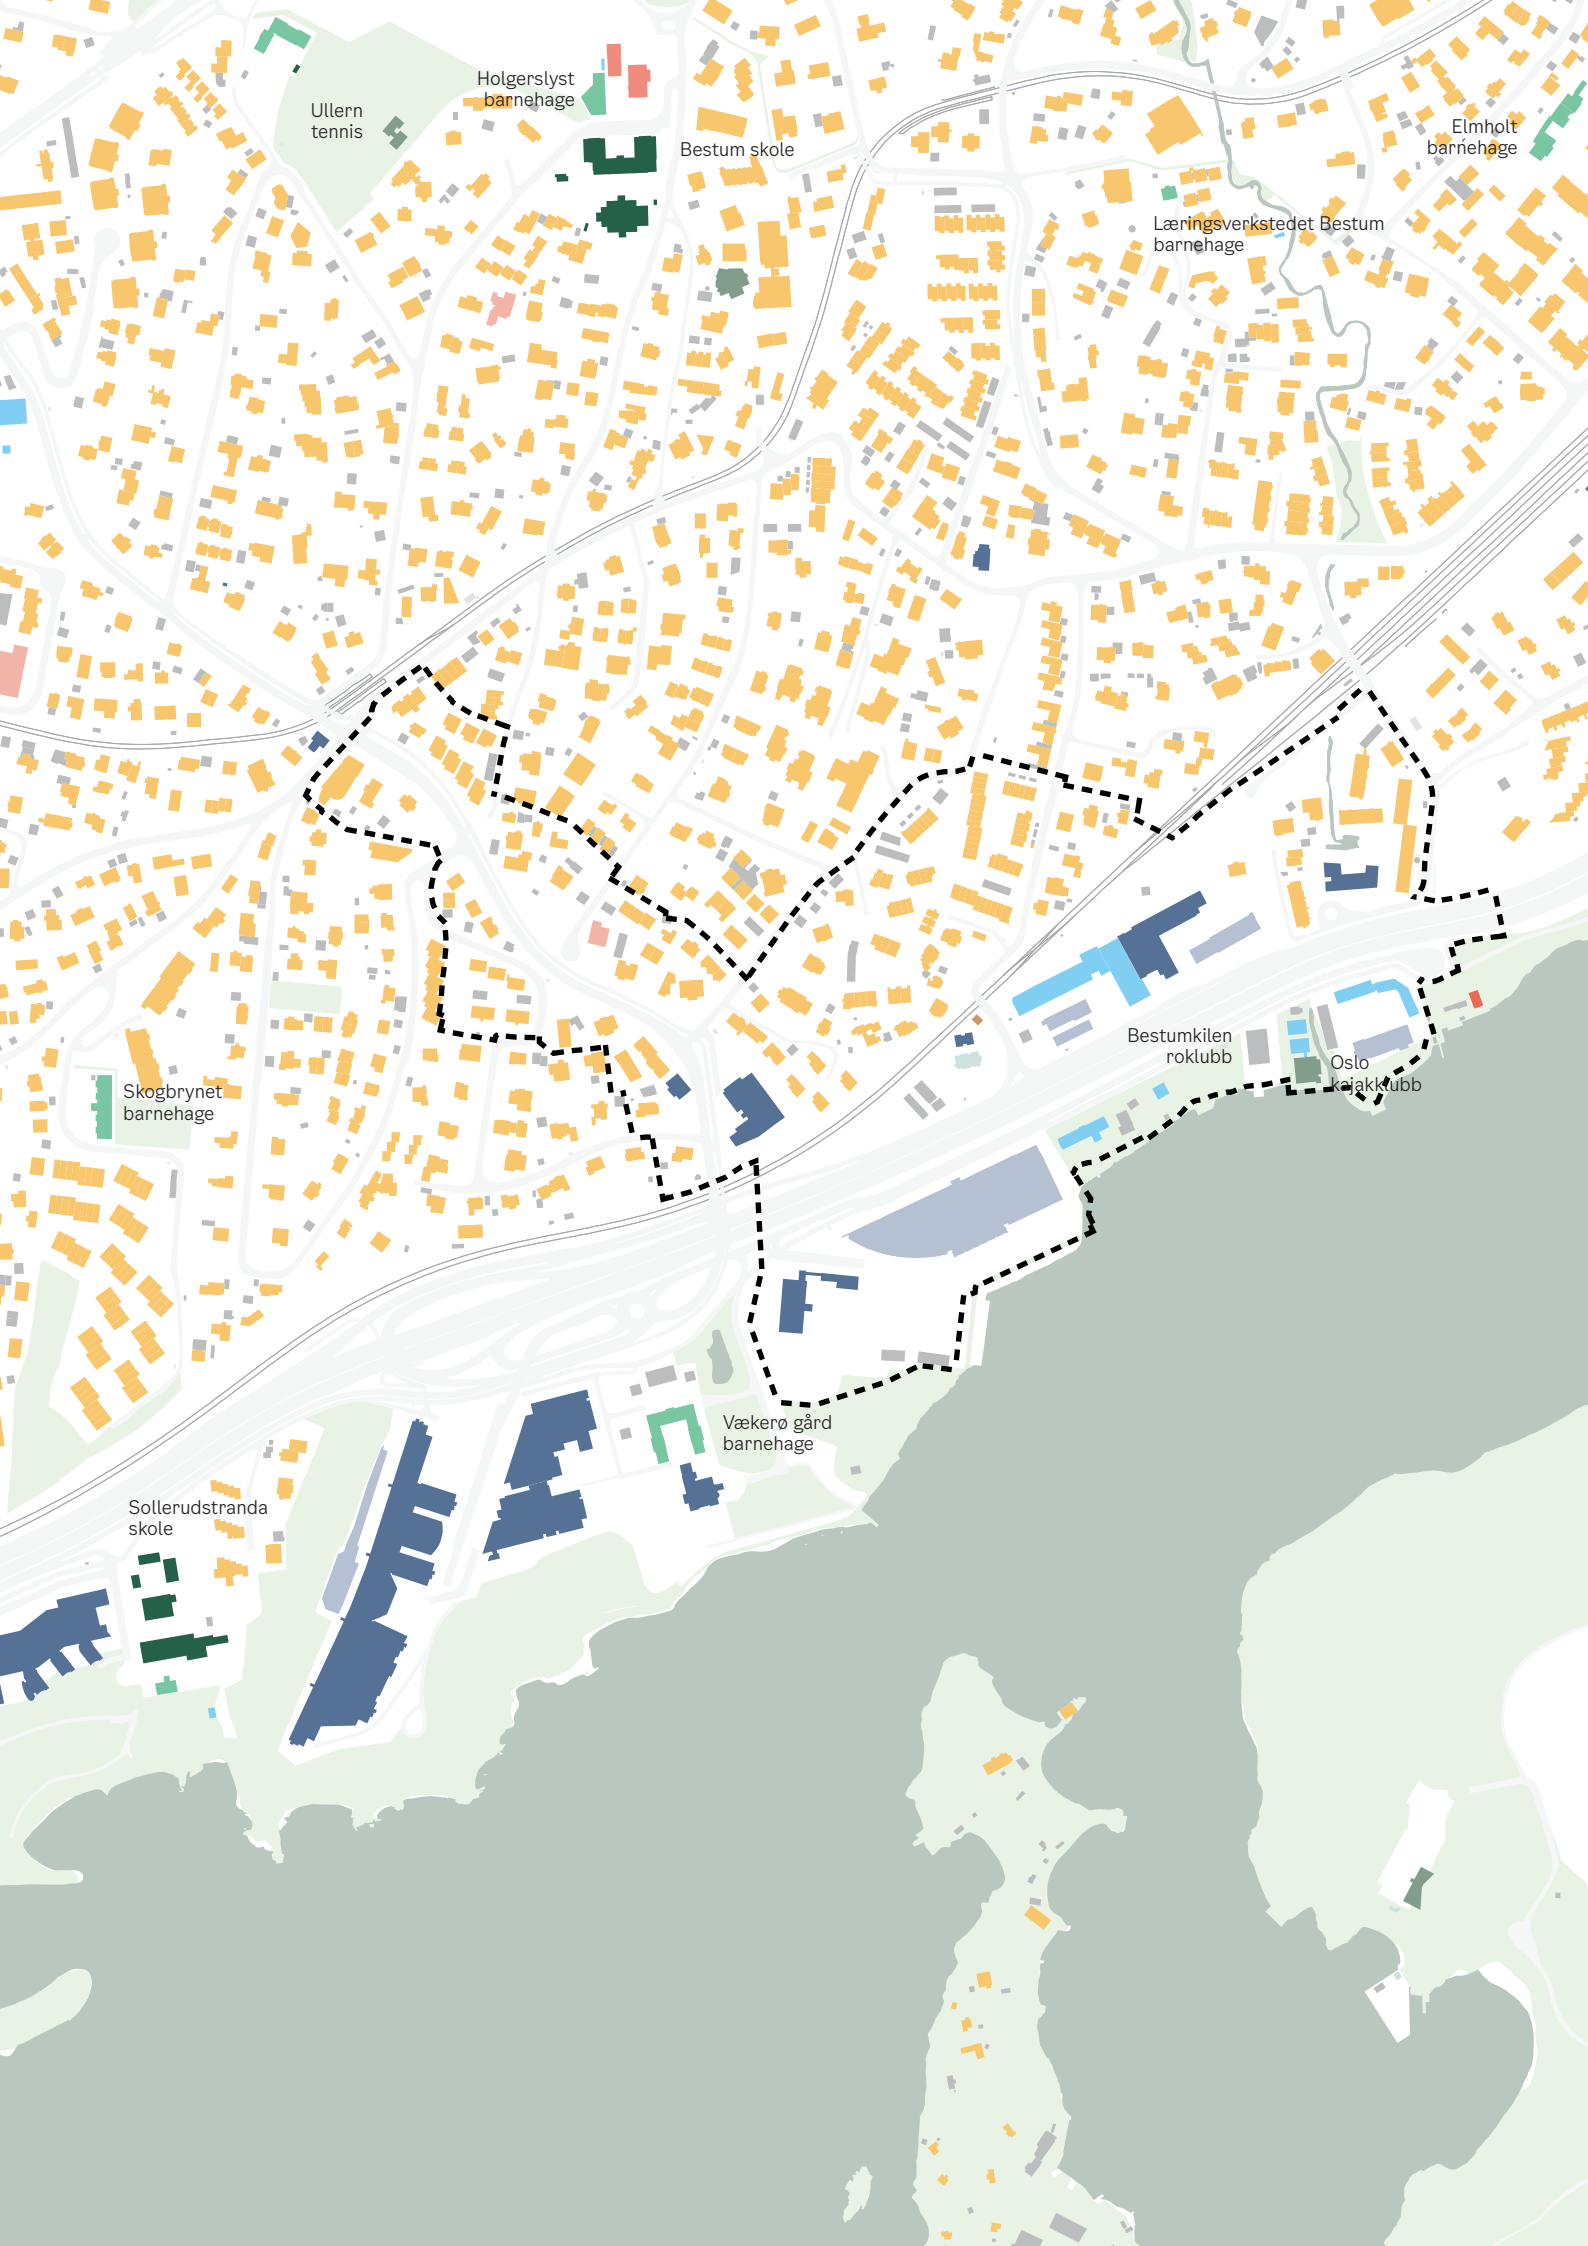 Holgerslyst
barnehage
Ullern
tennis
Bestum skole
Elmholt
barnehage
Læringsverkstedet Bestum
barnehage
Bestumkilen
roklubb
Oslo
kajakklubb
Skogbrynet
barnehage
Vækerø gård
barnehage
Sollerudstranda
skole